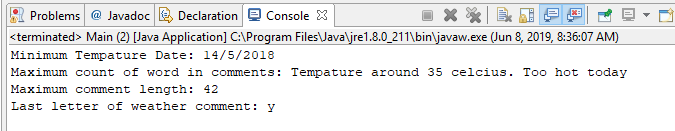 Problems @ Javadoc Declaration Console
<terminated> Main (2) [Java Application] C:\Program Files\Java\jre1.8.0_211\bin\javaw.exe (Jun 8, 2019, 8:36:07 AM)
Minimum Tempature Date: 14/5/2018
Maximum count of word in comments: Tempature around 35 celcius. Too hot today
Maximum comment length: 42
Last letter of weather comment: y